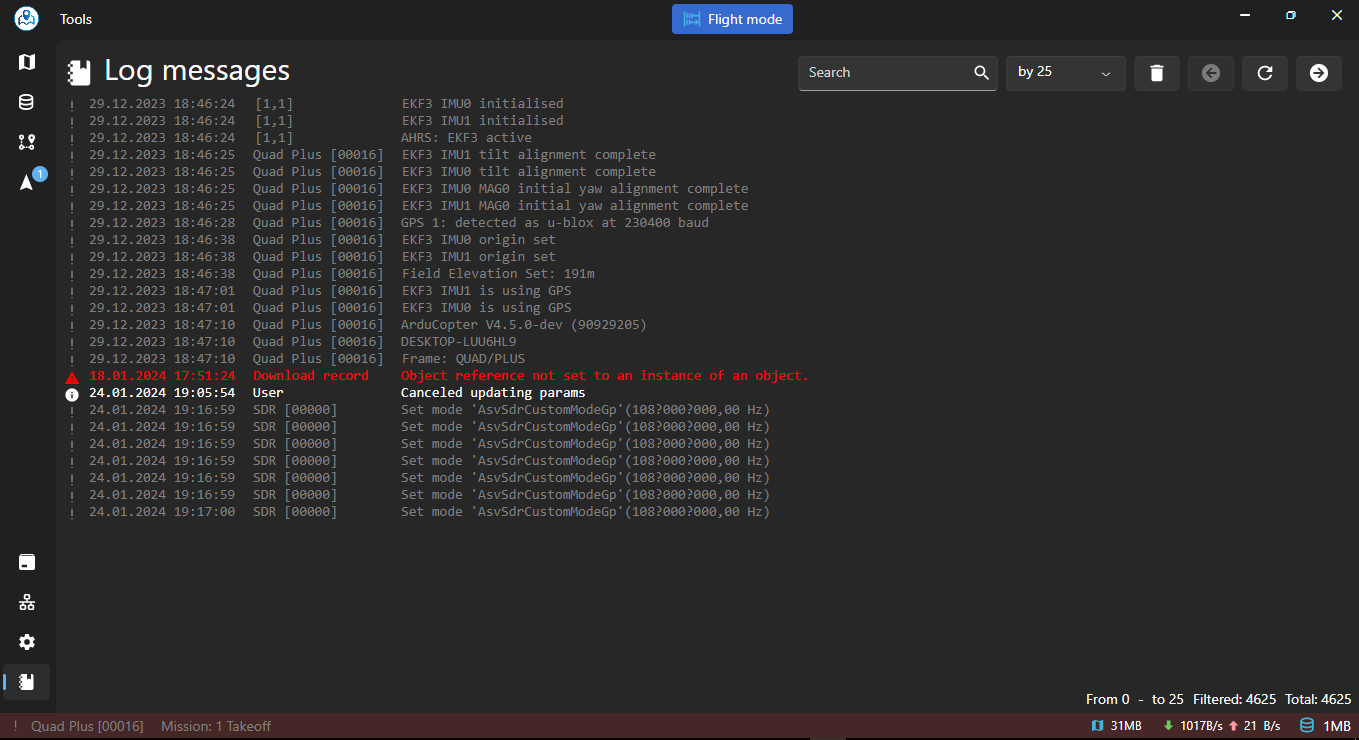 Tools
Flight mode
Log messages
Search
by 25
! 29.12.2023 18:46:24 [1,1] EKF3 IMU0 initialised
! 29.12.2023 18:46:24 [1,1] EKF3 IMU1 initialised
! 29.12.2023 18:46:24 [1,1] AHRS: EKF3 active
! 29.12.2023 18:46:25 Quad Plus [00016] EKF3 IMU1 tilt alignment complete
! 29.12.2023 18:46:25 Quad Plus [00016] EKF3 IMU0 tilt alignment complete
! 29.12.2023 18:46:25 Quad Plus [00016] EKF3 IMU0 MAG0 initial yaw alignment complete
! 29.12.2023 18:46:25 Quad Plus [00016] EKF3 IMU1 MAG0 initial yaw alignment complete
! 29.12.2023 18:46:28 Quad Plus [00016] GPS 1: detected as u-blox at 230400 baud
! 29.12.2023 18:46:38 Quad Plus [00016] EKF3 IMU0 origin set
! 29.12.2023 18:46:38 Quad Plus [00016] EKF3 IMU1 origin set
! 29.12.2023 18:46:38 Quad Plus [00016] Field Elevation Set: 191m
! 29.12.2023 18:47:01 Quad Plus [00016] EKF3 IMU1 is using GPS
! 29.12.2023 18:47:01 Quad Plus [00016] EKF3 IMU0 is using GPS
! 29.12.2023 18:47:10 Quad Plus [00016] ArduCopter V4.5.0-dev (90929205)
! 29.12.2023 18:47:10 Quad Plus [00016] DESKTOP-LUU6HL9
! 29.12.2023 18:47:10 Quad Plus [00016] Frame: QUAD/PLUS
18.01.2024 17:51:24 Download record Object reference not set to an instance of an object.
24.01.2024 19:05:54 User Canceled updating params
! 24.01.2024 19:16:59 SDR [00000] Set mode 'AsvSdrCustomModeGp'(108?000?000,00 Hz)
! 24.01.2024 19:16:59 SDR [00000] Set mode 'AsvSdrCustomModeGp'(108?000?000,00 Hz)
! 24.01.2024 19:16:59 SDR [00000] Set mode 'AsvSdrCustomModeGp'(108?000?000,00 Hz)
! 24.01.2024 19:16:59 SDR [00000] Set mode 'AsvSdrCustomModeGp'(108?000?000,00 Hz)
! 24.01.2024 19:16:59 SDR [00000] Set mode 'AsvSdrCustomModeGp'(108?000?000,00 Hz)
! 24.01.2024 19:16:59 SDR [00000] Set mode 'AsvSdrCustomModeGp'(108?000?000,00 Hz)
! 24.01.2024 19:17:00 SDR [00000] Set mode 'AsvSdrCustomModeGp'(108?000?000,00 Hz)
1
From 0 - to 25 Filtered: 4625 Total: 4625
! Quad Plus [00016] Mission: 1 Takeoff
31MB 1017B/s 21 B/s 1MB